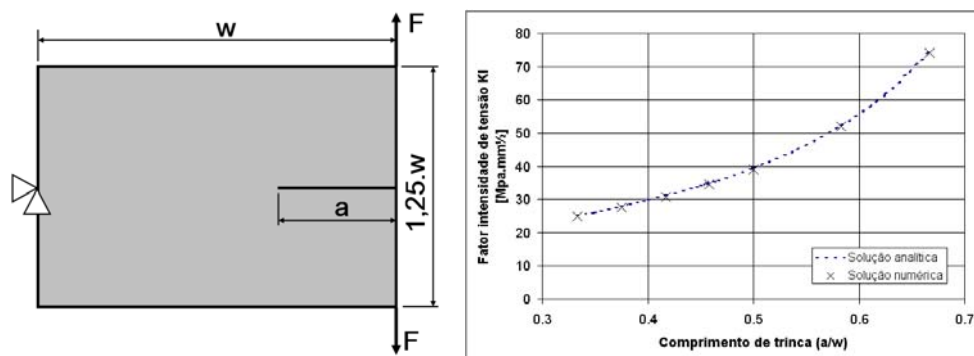 w
F
1,25.w
a
F
Fator intensidade de tensão KI
[Mpa.mm½]
80
70
60
50
40
30
20
10
0
Solução analítica
Solução numérica
0.3 0.4 0.5 0.6 0.7
Comprimento de trinca (a/w)